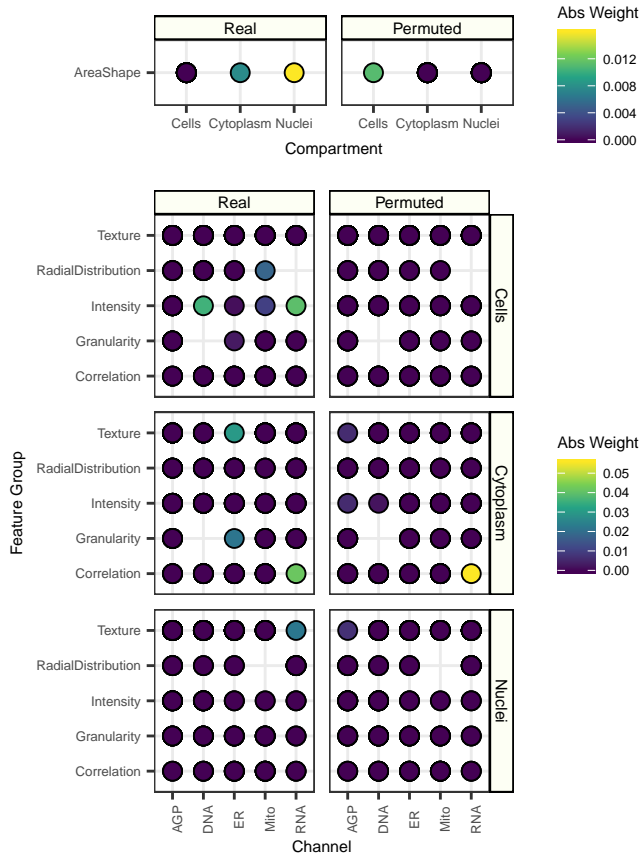 Real Permuted
AreaShape
Cells Cytoplasm Nuclei Cells Cytoplasm Nuclei
Compartment
Abs Weight
0.012
0.008
0.004
0.000
Real Permuted
Texture
RadialDistribution
Intensity
Granularity
Correlation
Cells
Texture
RadialDistribution
Intensity
Granularity
Correlation
Cytoplasm
Texture
RadialDistribution
Intensity
Granularity
Correlation
Nuclei
Feature Group
AGP DNA ER Mito RNA AGP DNA ER Mito RNA
Channel
Abs Weight
0.05
0.04
0.03
0.02
0.01
0.00